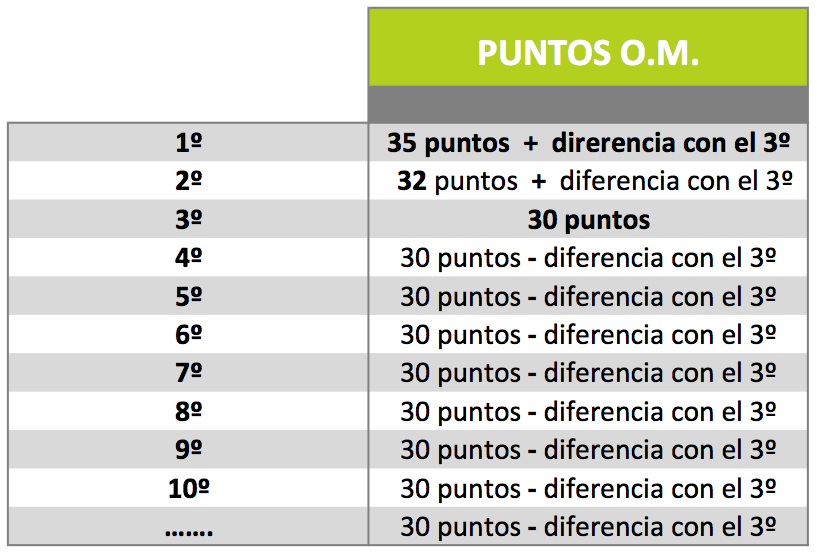 PUNTOS O.M.
1º 35 puntos + direrencia con el 3º
2º 32 puntos + diferencia con el 3º
3º 30 puntos
4º 30 puntos - diferencia con el 3º
5º 30 puntos - diferencia con el 3º
6º 30 puntos - diferencia con el 3º
7º 30 puntos - diferencia con el 3º
8º 30 puntos - diferencia con el 3º
9º 30 puntos - diferencia con el 3º
10º 30 puntos - diferencia con el 3º
....... 30 puntos - diferencia con el 3º